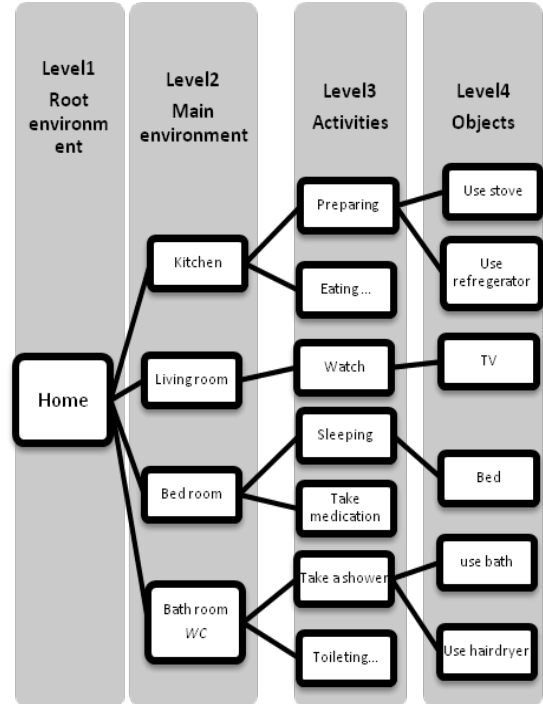 Level1
Root
environm
ent
Level2
Main
environment
Level3
Activities
Level4
Objects
Home
Kitchen
Living room
Bed room
Bath room
WC
Preparing
Eating...
Watch
Sleeping
Take
medication
Take a shower
Toileting...
Use stove
Use
refregerator
TV
Bed
use bath
Use hairdryer